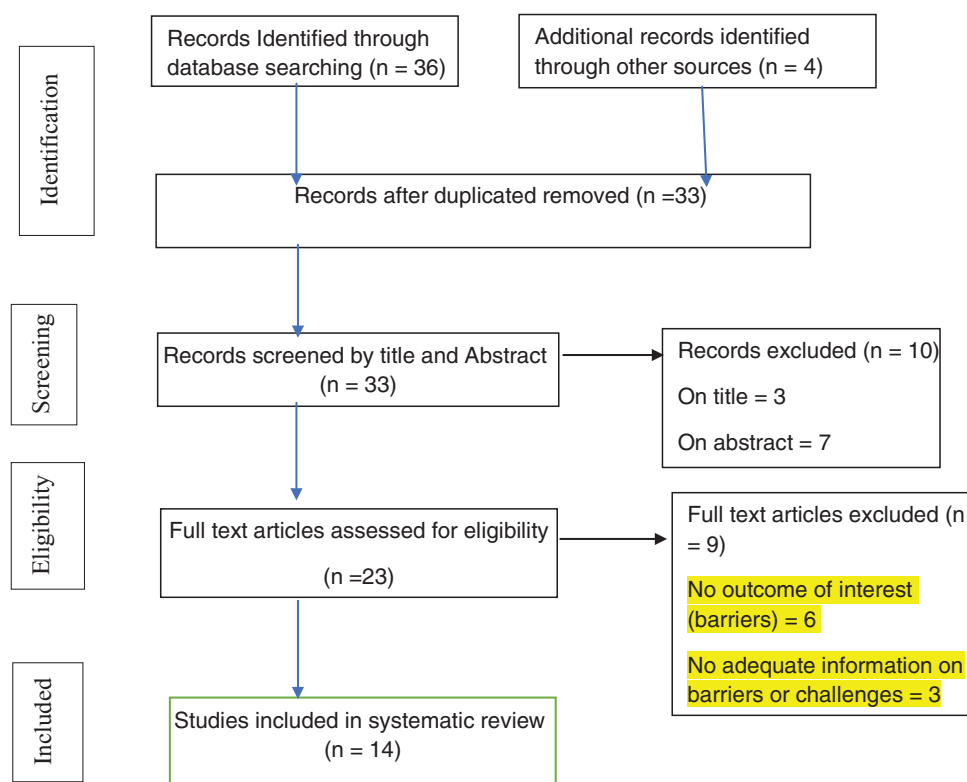 Identification
Records Identified through
database searching (n = 36)
Additional records identified
through other sources (n = 4)
Records after duplicated removed (n =33)
Screening
Records screened by title and Abstract
(n = 33)
Records excluded (n = 10)
On title = 3
On abstract = 7
Eligibility
Full text articles assessed for eligibility
(n =23)
Full text articles excluded (n
= 9)
No outcome of interest
(barriers) = 6
No adequate information on
barriers or challenges = 3
Included
Studies included in systematic review
(n = 14)